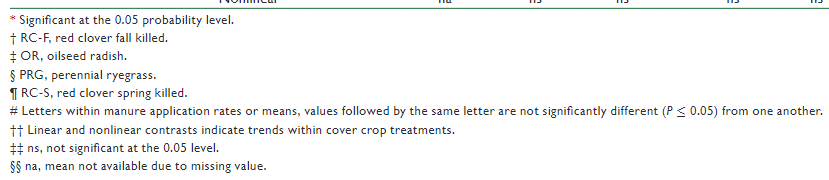 Nonlinear na ns ns ns ns
* Significant at the 0.05 probability level.
† RC-F, red clover fall killed.
‡ OR, oilseed radish.
§ PRG, perennial ryegrass.
¶ RC-S, red clover spring killed.
# Letters within manure application rates or means, values followed by the same letter are not significantly different (P ≤ 0.05) from one another.
†† Linear and nonlinear contrasts indicate trends within cover crop treatments.
‡‡ ns, not significant at the 0.05 level.
§§ na, mean not available due to missing value.